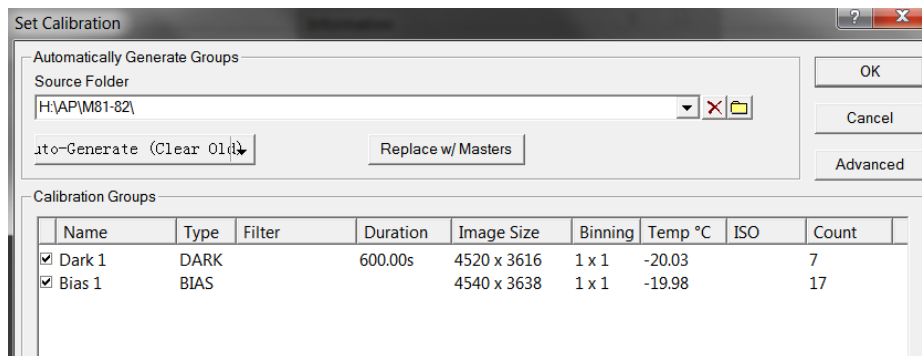 Set Calibration
Automatically Generate Groups
Source Folder
H:\AP\M81-82\
uto-Generate (Clear Old)
Replace w/ Masters
OK
Cancel
Advanced
Calibration Groups
Name Type Filter Duration Image Size Binning Temp °C ISO Count
Dark 1 DARK 600.00s 4520 x 3616 1 x 1 -20.03 7
Bias 1 BIAS 4540 x 3638 1 x 1 -19.98 17